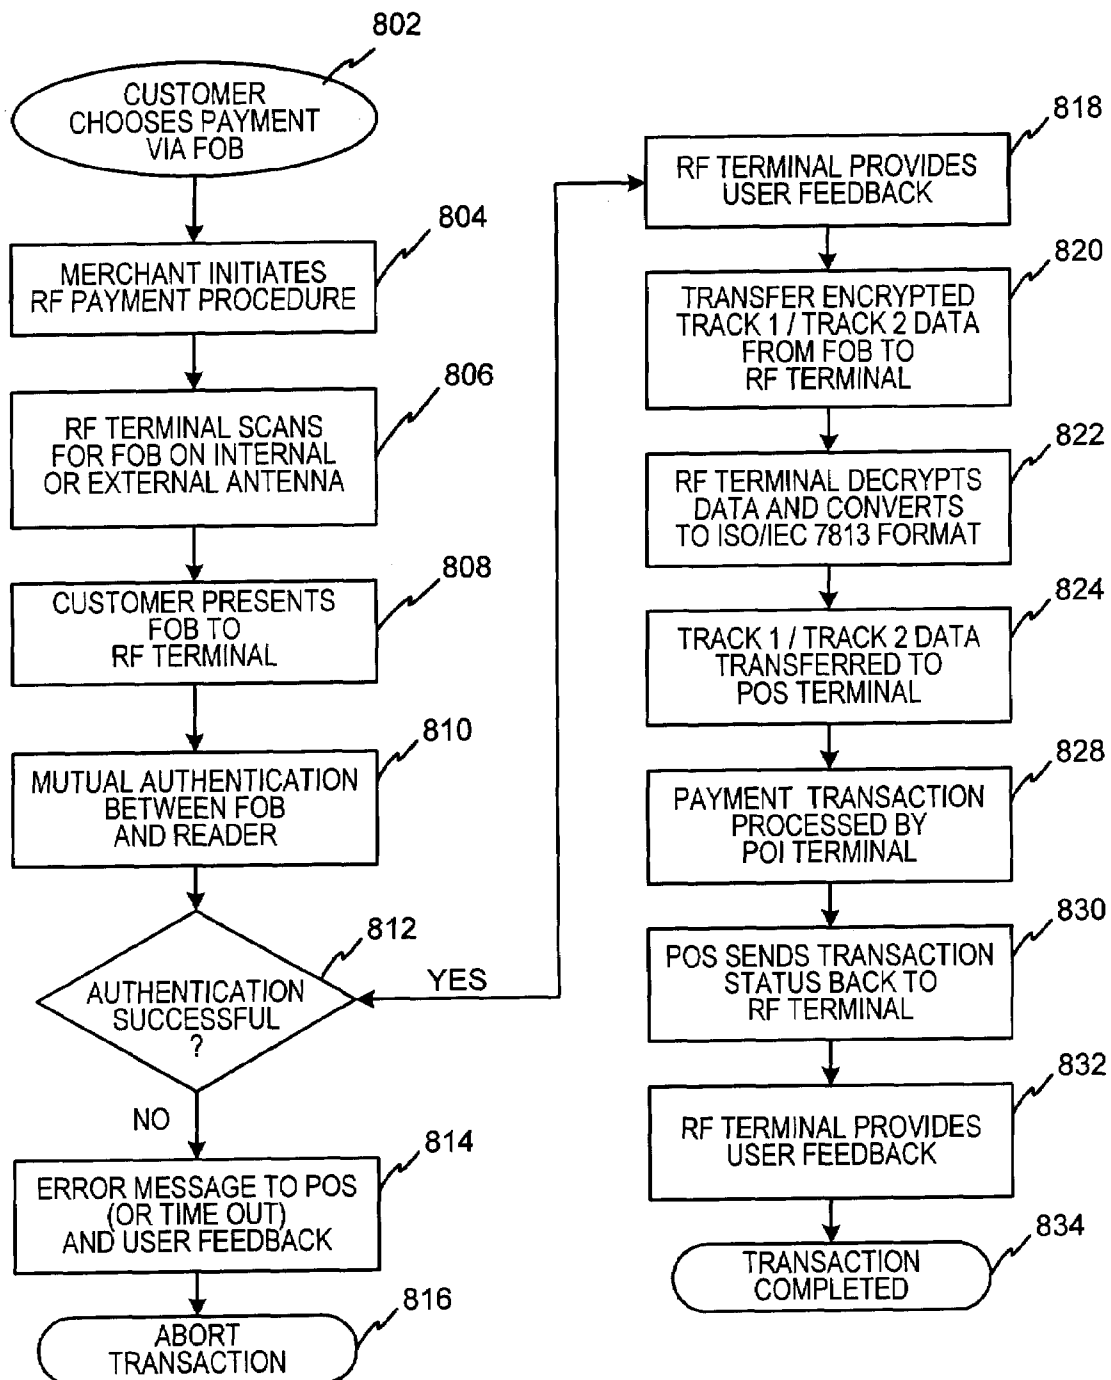 802
CUSTOMER
CHOOSES PAYMENT
VIA FOB
804
MERCHANT INITIATES
RF PAYMENT PROCEDURE
806
RF TERMINAL SCANS
FOR FOB ON INTERNAL
OR EXTERNAL ANTENNA
808
CUSTOMER PRESENTS
FOB TO
RF TERMINAL
810
MUTUAL AUTHENTICATION
BETWEEN FOB
AND READER
812
AUTHENTICATION
SUCCESSFUL
?
YES
NO
814
ERROR MESSAGE TO POS
(OR TIME OUT)
AND USER FEEDBACK
816
ABORT
TRANSACTION
818
RF TERMINAL PROVIDES
USER FEEDBACK
820
TRANSFER ENCRYPTED
TRACK 1 / TRACK 2 DATA
FROM FOB TO
RF TERMINAL
822
RF TERMINAL DECRYPTS
DATA AND CONVERTS
TO ISO/IEC 7813 FORMAT
824
TRACK 1 / TRACK 2 DATA
TRANSFERRED TO
POS TERMINAL
828
PAYMENT TRANSACTION
PROCESSED BY
POI TERMINAL
830
POS SENDS TRANSACTION
STATUS BACK TO
RF TERMINAL
832
RF TERMINAL PROVIDES
USER FEEDBACK
834
TRANSACTION
COMPLETED